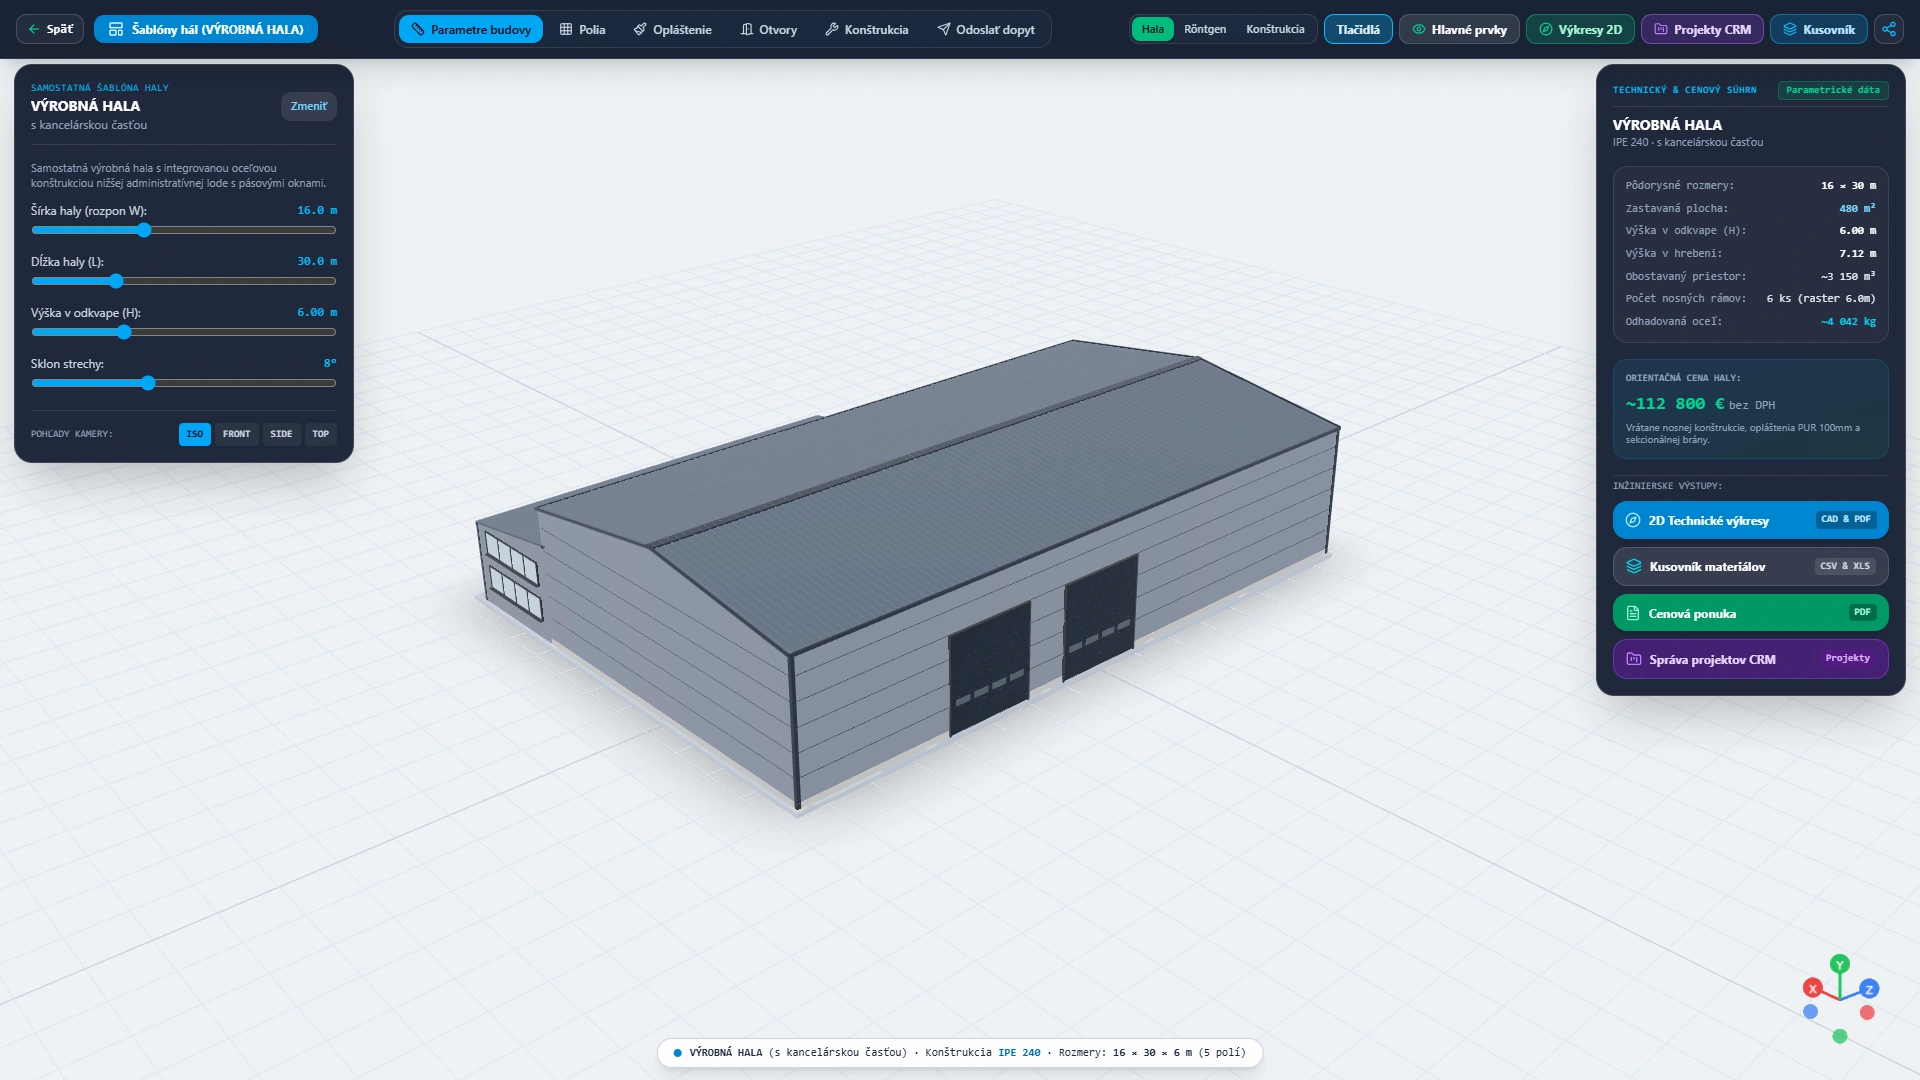 Späť
Šablóny hál (VÝROBNÁ HALA)
Parametre budovy
Polia
Opláštenie
Otvory
Konštrukcia
Odoslať dopyt
Hala
Röntgen
Konštrukcia
Tlačidlá
Hlavné prvky
Výkresy 2D
Projekty CRM
Kusovník
SAMOSTATNÁ ŠABLÓNA HALY
VÝROBNÁ HALA
s kancelárskou časťou
Zmeniť
Samostatná výrobná hala s integrovanou oceľovou
konštrukciou nižšej administratívnej lode s pásovými oknami.
Šírka haly (rozpon W): 16.0 m
Dĺžka haly (L): 30.0 m
Výška v odkvape (H): 6.00 m
Sklon strechy: 8°
POHĽADY KAMERY: ISO FRONT SIDE TOP
TECHNICKÝ & CENOVÝ SÚHRN
Parametrické dáta
VÝROBNÁ HALA
IPE 240 · s kancelárskou časťou
Pôdorysné rozmery: 16 × 30 m
Zastavaná plocha: 480 m²
Výška v odkvape (H): 6.00 m
Výška v hrebeni: 7.12 m
Obostavaný priestor: ~3 150 m³
Počet nosných rámov: 6 ks (raster 6.0m)
Odhadovaná oceľ: ~4 042 kg
ORIENTAČNÁ CENA HALY:
~112 800 € bez DPH
Vrátane nosnej konštrukcie, opláštenia PUR 100mm a
sekcionálnej brány.
INŽINIERSKE VÝSTUPY:
2D Technické výkresy CAD & PDF
Kusovník materiálov CSV & XLS
Cenová ponuka PDF
Správa projektov CRM Projekty
Y
X
Z
VÝROBNÁ HALA (s kancelárskou časťou) · Konštrukcia IPE 240 · Rozmery: 16 × 30 × 6 m (5 polí)